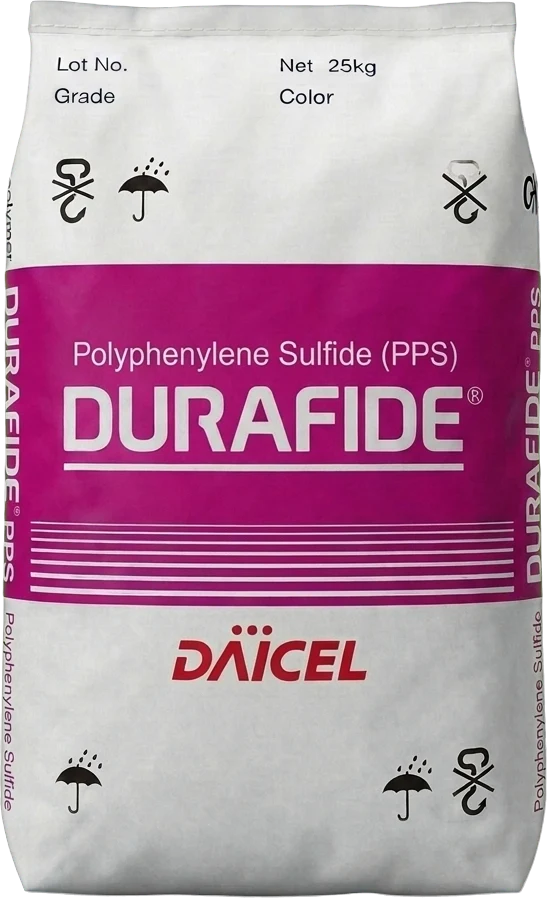 Lot No.
Net 25kg
Grade
Color
Polyphenylene Sulfide (PPS)
DURAFIDE®
DAICEL
DURAFIDE® PPS
Polyphenylene Sulfide
DURAFIDE® PPS
Polyphenylene Sulfide